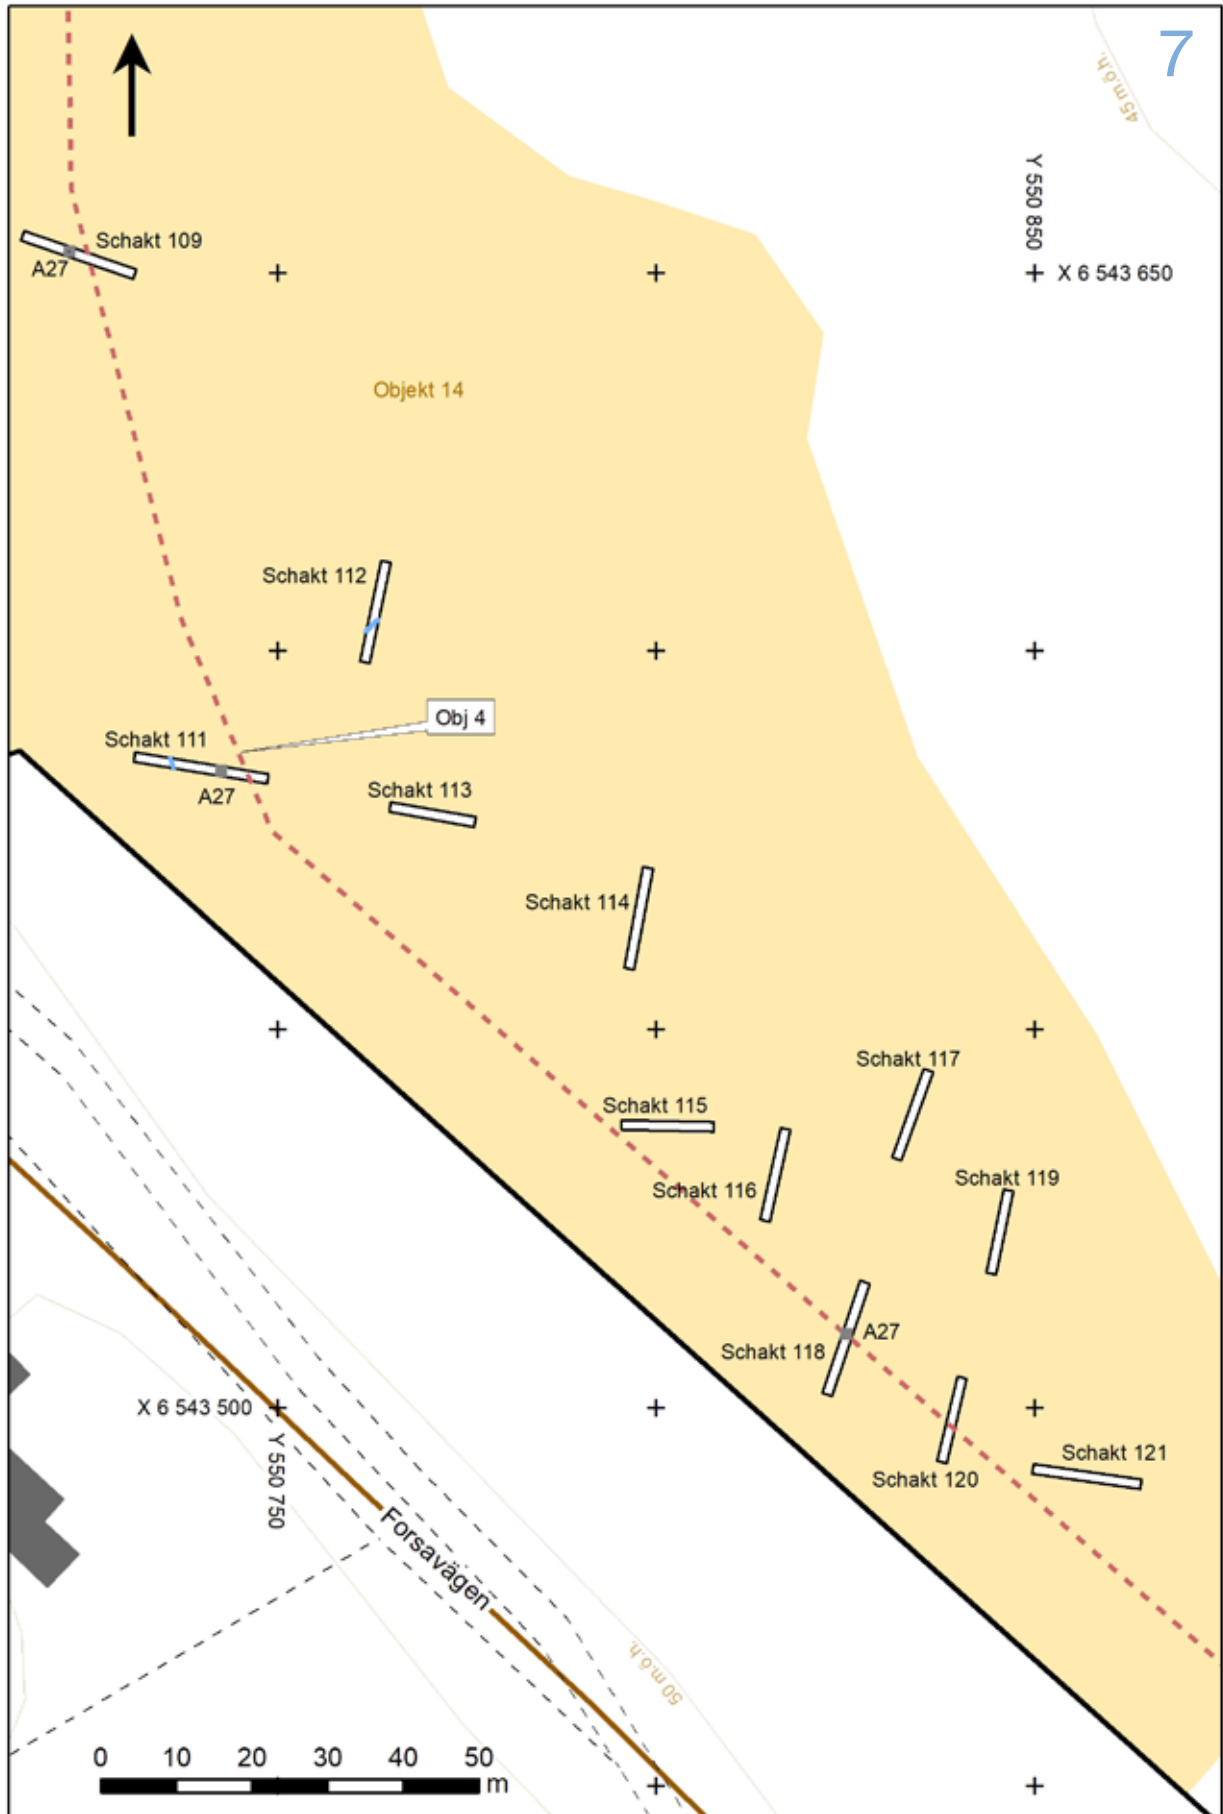 7
45 m.ö.h.
Y 550 850
Schakt 109
A27
X 6 543 650
Objekt 14
Schakt 112
Obj 4
Schakt 111
A27
Schakt 113
Schakt 114
Schakt 117
Schakt 115
Schakt 119
Schakt 116
A27
Schakt 118
X 6 543 500
Y 550 750
Schakt 121
Schakt 120
Forsavägen
50 m.ö.h.
0 10 20 30 40 50
m